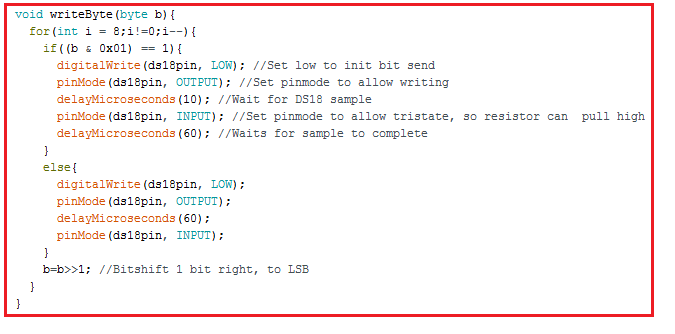 void writeByte(byte b){
  for(int i = 8;i!=0;i--){
    if((b & 0x01) == 1){
      digitalWrite(ds18pin, LOW); //Set low to init bit send
      pinMode(ds18pin, OUTPUT); //Set pinmode to allow writing
      delayMicroseconds(10); //Wait for DS18 sample
      pinMode(ds18pin, INPUT); //Set pinmode to allow tristate, so resistor can  pull high
      delayMicroseconds(60); //Waits for sample to complete
    }
    else{
      digitalWrite(ds18pin, LOW);
      pinMode(ds18pin, OUTPUT);
      delayMicroseconds(60);
      pinMode(ds18pin, INPUT);
    }
    b=b>>1; //Bitshift 1 bit right, to LSB
  }
}